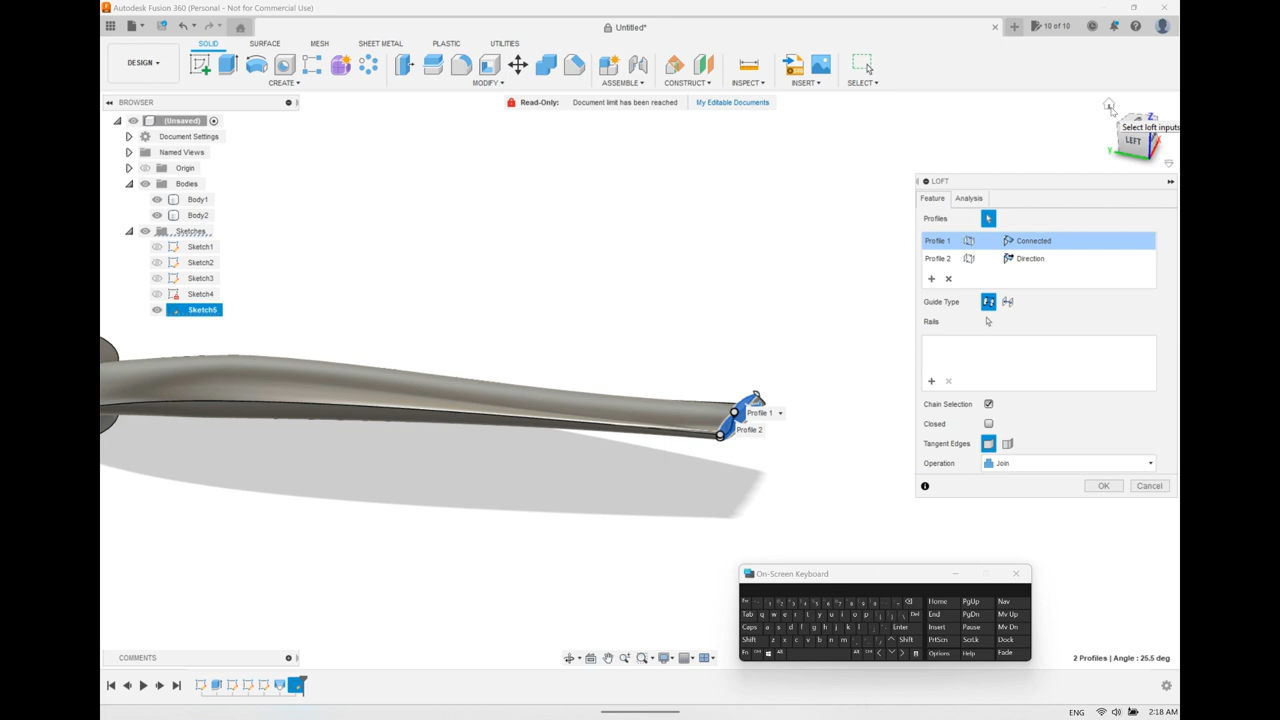 Autodesk Fusion 360 (Personal - Not for Commercial Use)
Untitled*
10 of 10
DESIGN
SOLID
SURFACE
MESH
SHEET METAL
PLASTIC
UTILITIES
CREATE
MODIFY
ASSEMBLE
CONSTRUCT
INSPECT
INSERT
SELECT
BROWSER
Read-Only:
Document limit has been reached
My Editable Documents
(Unsaved)
Document Settings
Named Views
Origin
Bodies
Body1
Body2
Sketches
Sketch1
Sketch2
Sketch3
Sketch4
Sketch5
Z
Select loft inputs
LEFT
Y
LOFT
Feature
Analysis
Profiles
Profile 1
Connected
Profile 2
Direction
Guide Type
Rails
Chain Selection
Closed
Tangent Edges
Operation
Join
OK
Cancel
Profile 1
Profile 2
On-Screen Keyboard
Home PgUp Nav
Tab q w e r t y u i o p Del End PgDn Mv Up
Caps a s d f g h j k l Enter Insert Pause Mv Dn
Shift z x c v b n m Shift PrtScn ScrLk Dock
Fn Ctrl Alt Alt Ctrl Options Help Fade
COMMENTS
2 Profiles | Angle : 25.5 deg
ENG
2:18 AM